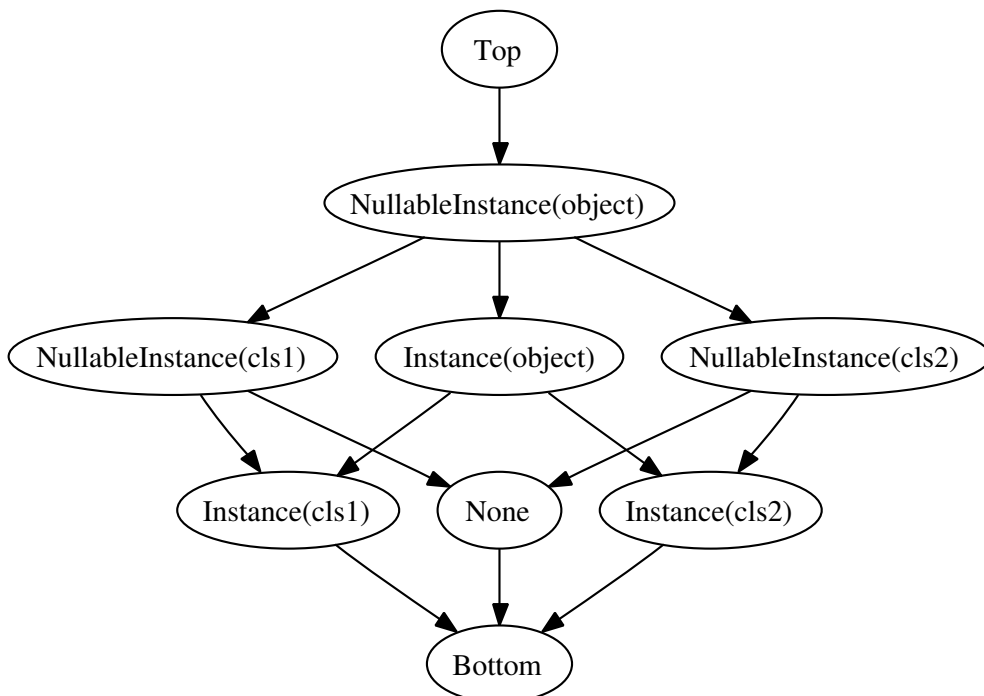 Top
NullableInstance(object)
NullableInstance(cls1)
Instance(object)
NullableInstance(cls2)
Instance(cls1)
None
Instance(cls2)
Bottom